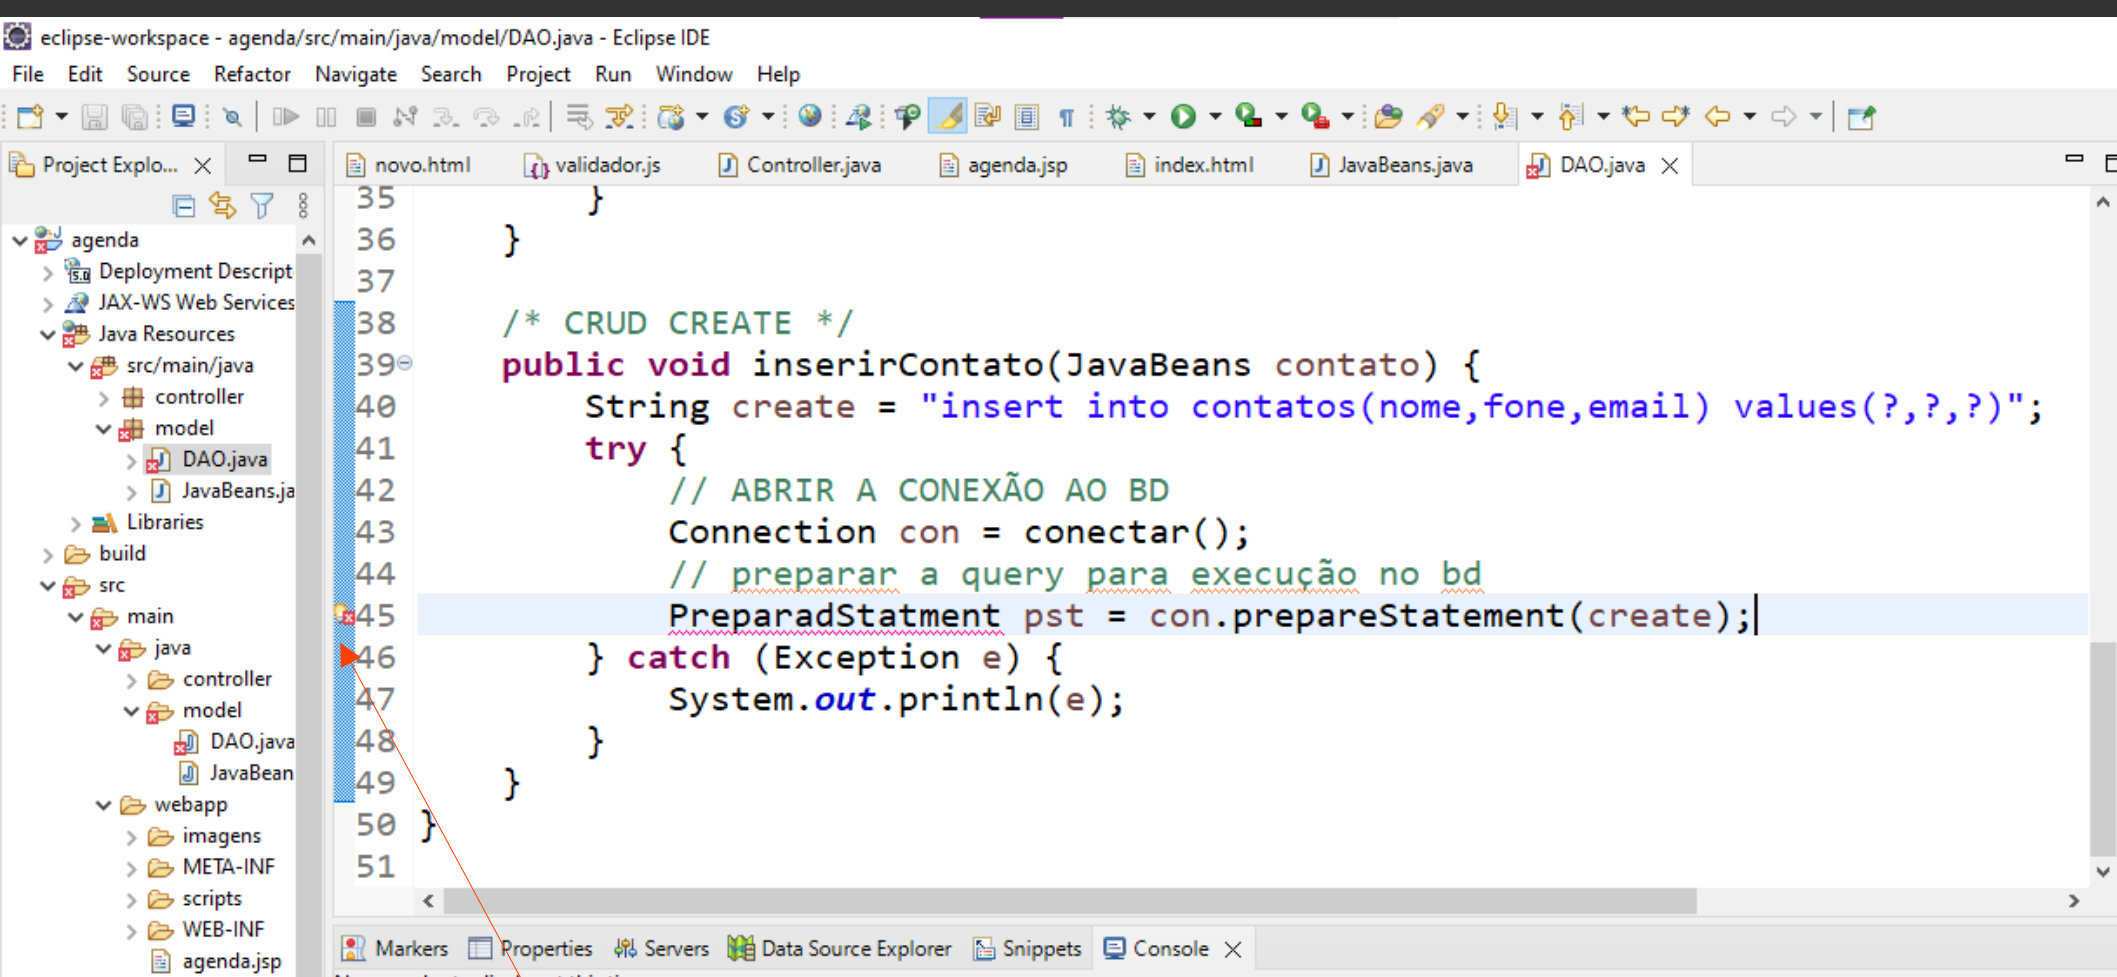 eclipse-workspace - agenda/src/main/java/model/DAO.java - Eclipse IDE
File Edit Source Refactor Navigate Search Project Run Window Help
Project Explo...
novo.html validador.js Controller.java agenda.jsp index.html JavaBeans.java DAO.java
agenda
Deployment Descript
JAX-WS Web Services
Java Resources
src/main/java
controller
model
DAO.java
JavaBeans.ja
Libraries
build
src
main
java
controller
model
DAO.java
JavaBean
webapp
imagens
META-INF
scripts
WEB-INF
agenda.jsp
35 }
36 }
37
38 /* CRUD CREATE */
39 public void inserirContato(JavaBeans contato) {
40 String create = "insert into contatos(nome,fone,email) values(?,?,?)";
41 try {
42 // ABRIR A CONEXÃO AO BD
43 Connection con = conectar();
44 // preparar a query para execução no bd
45 PreparadStatment pst = con.prepareStatement(create);
46 } catch (Exception e) {
47 System.out.println(e);
48 }
49 }
50 }
51
Markers Properties Servers Data Source Explorer Snippets Console